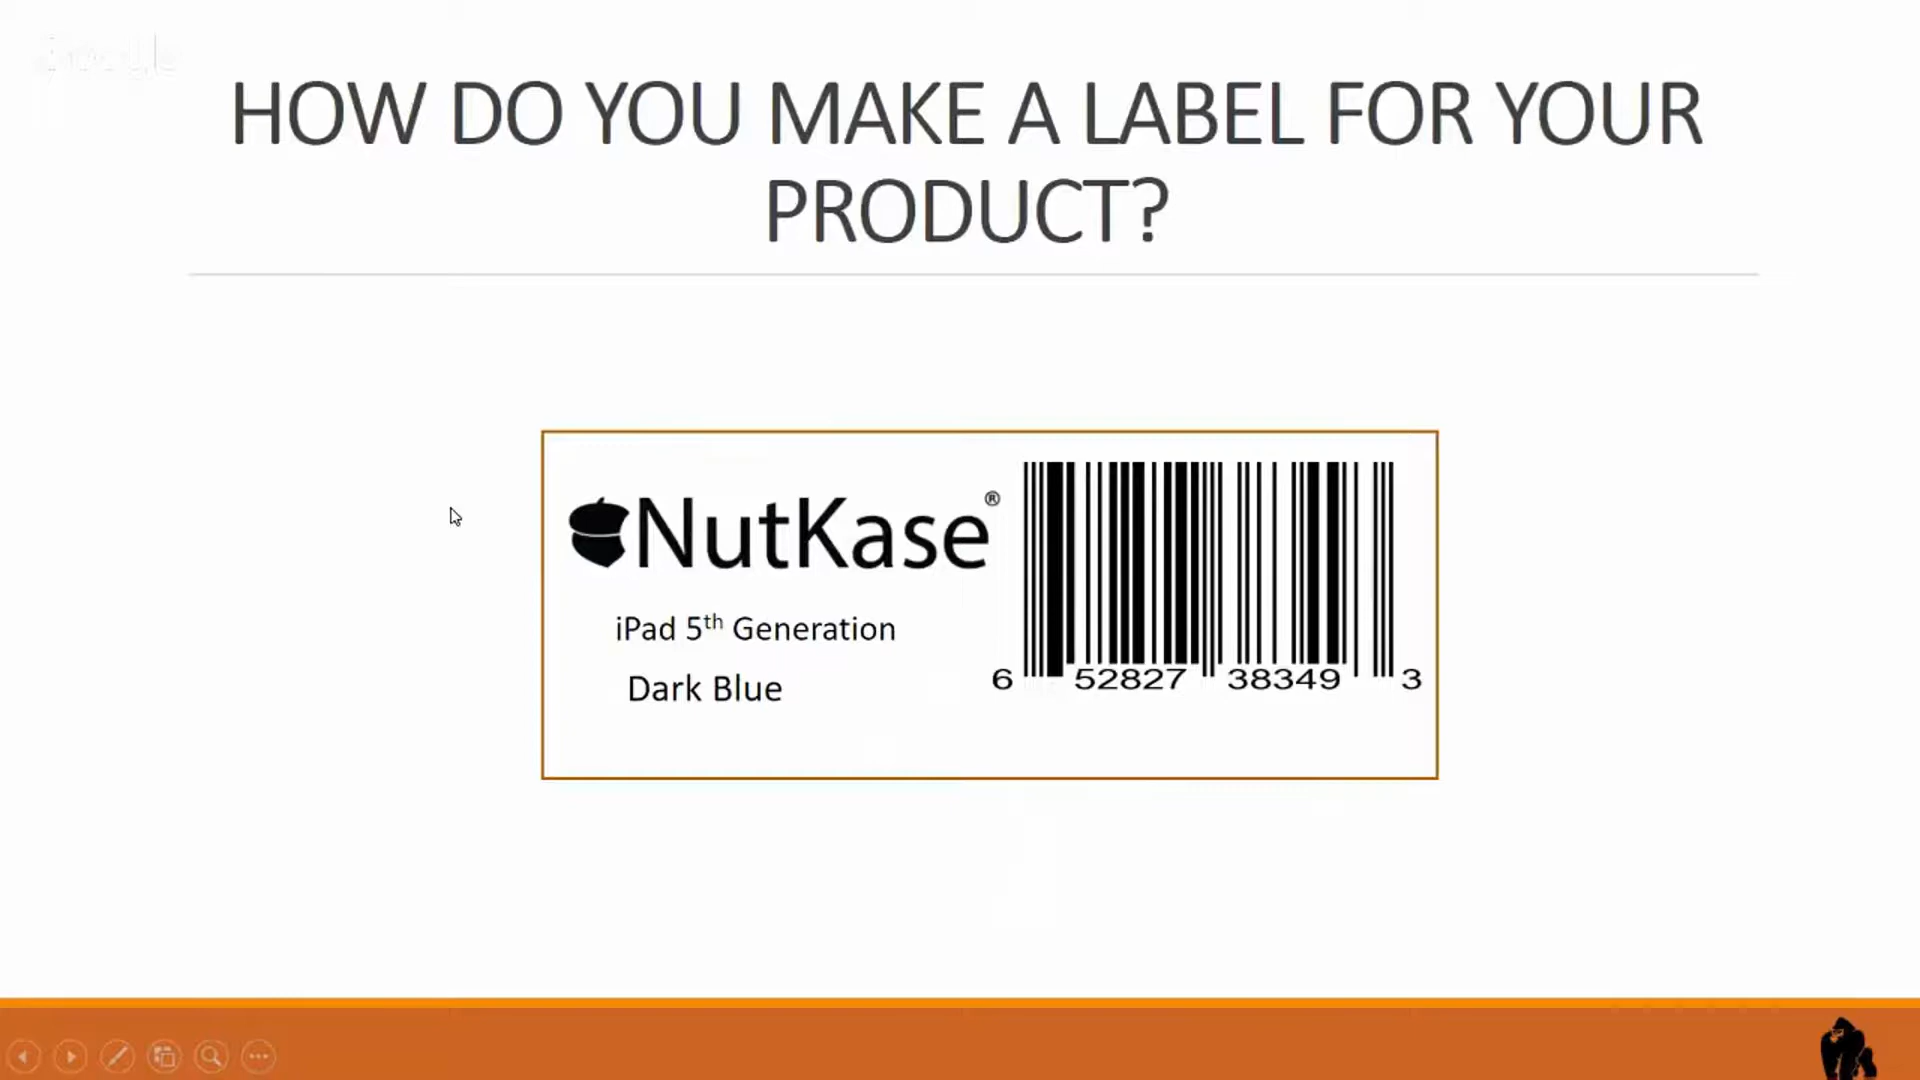 HOW DO YOU MAKE A LABEL FOR YOUR
PRODUCT?
NutKase®
iPad 5th Generation
Dark Blue
6 52827 38349 3